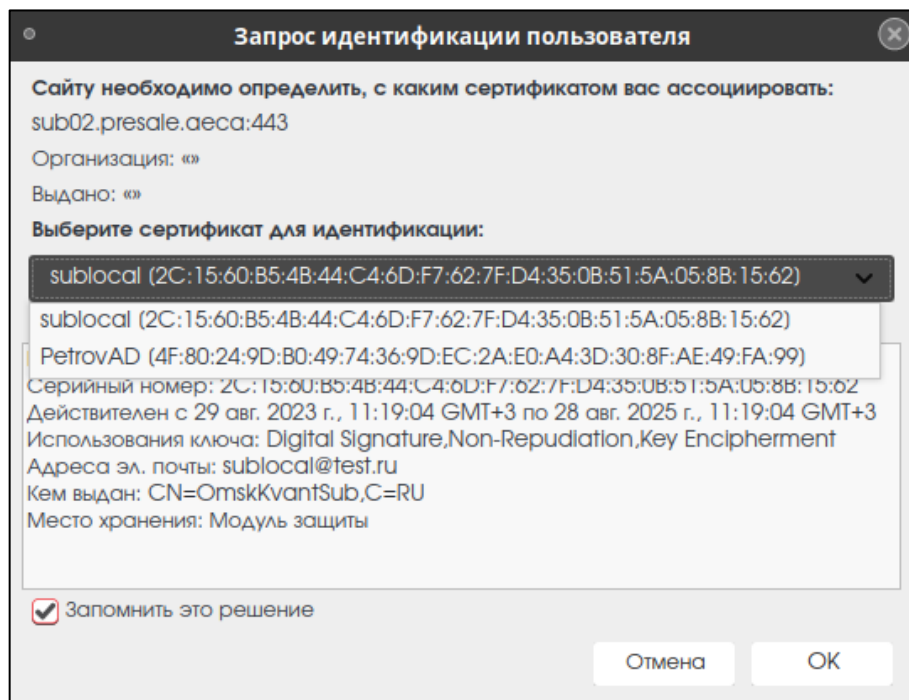 Запрос идентификации пользователя
Сайту необходимо определить, с каким сертификатом вас ассоциировать:
sub02.presale.aeca:443
Организация: «»
Выдано: «»
Выберите сертификат для идентификации:
sublocal (2C:15:60:B5:4B:44:C4:6D:F7:62:7F:D4:35:0B:51:5A:05:8B:15:62)
sublocal (2C:15:60:B5:4B:44:C4:6D:F7:62:7F:D4:35:0B:51:5A:05:8B:15:62)
PetrovAD (4F:80:24:9D:B0:49:74:36:9D:EC:2A:E0:A4:3D:30:8F:AE:49:FA:99)
Серийный номер: 2C:15:60:B5:4B:44:C4:6D:F7:62:7F:D4:35:0B:51:5A:05:8B:15:62
Действителен с 29 авг. 2023 г., 11:19:04 GMT+3 по 28 авг. 2025 г., 11:19:04 GMT+3
Использования ключа: Digital Signature,Non-Repudiation,Key Encipherment
Адреса эл. почты: sublocal@test.ru
Кем выдан: CN=OmskKvantSub,C=RU
Место хранения: Модуль защиты
Запомнить это решение
Отмена
OK